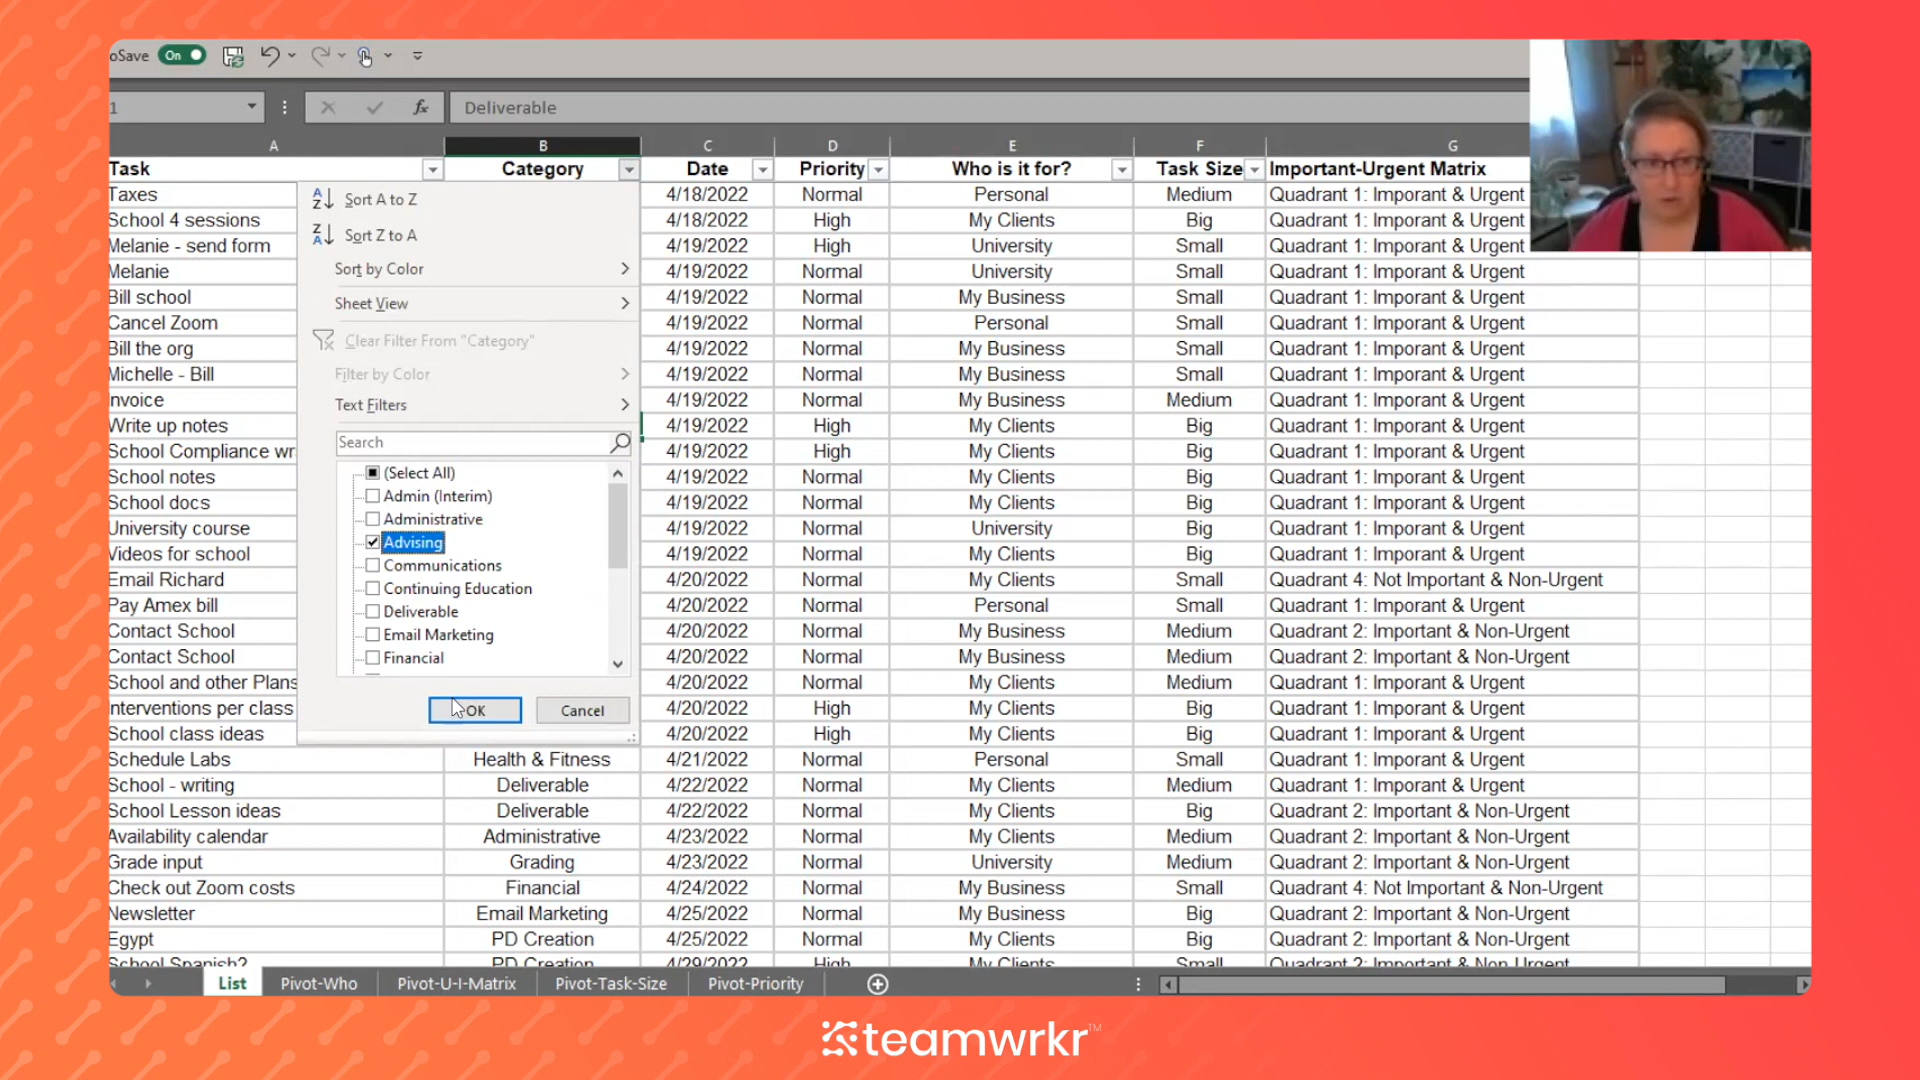 oSave On
1 fx Deliverable
A B C D E F G
Task Category Date Priority Who is it for? Task Size Important-Urgent Matrix
Taxes 4/18/2022 Normal Personal Medium Quadrant 1: Imporant & Urgent
School 4 sessions 4/18/2022 High My Clients Big Quadrant 1: Imporant & Urgent
Melanie - send form 4/19/2022 High University Small Quadrant 1: Imporant & Urgent
Melanie 4/19/2022 Normal University Small Quadrant 1: Imporant & Urgent
Bill school 4/19/2022 Normal My Business Small Quadrant 1: Imporant & Urgent
Cancel Zoom 4/19/2022 Normal Personal Small Quadrant 1: Imporant & Urgent
Bill the org 4/19/2022 Normal My Business Small Quadrant 1: Imporant & Urgent
Michelle - Bill 4/19/2022 Normal My Business Small Quadrant 1: Imporant & Urgent
Invoice 4/19/2022 Normal My Business Medium Quadrant 1: Imporant & Urgent
Write up notes 4/19/2022 High My Clients Big Quadrant 1: Imporant & Urgent
School Compliance wr 4/19/2022 High My Clients Big Quadrant 1: Imporant & Urgent
School notes 4/19/2022 Normal My Clients Big Quadrant 1: Imporant & Urgent
School docs 4/19/2022 Normal My Clients Big Quadrant 1: Imporant & Urgent
University course 4/19/2022 Normal University Big Quadrant 1: Imporant & Urgent
Videos for school 4/19/2022 Normal My Clients Big Quadrant 1: Imporant & Urgent
Email Richard 4/20/2022 Normal My Clients Small Quadrant 4: Not Important & Non-Urgent
Pay Amex bill 4/20/2022 Normal Personal Small Quadrant 1: Imporant & Urgent
Contact School 4/20/2022 Normal My Business Medium Quadrant 2: Important & Non-Urgent
Contact School 4/20/2022 Normal My Business Medium Quadrant 2: Important & Non-Urgent
School and other Plans 4/20/2022 Normal My Clients Medium Quadrant 1: Imporant & Urgent
Interventions per class 4/20/2022 High My Clients Big Quadrant 1: Imporant & Urgent
School class ideas 4/20/2022 High My Clients Big Quadrant 1: Imporant & Urgent
Schedule Labs Health & Fitness 4/21/2022 Normal Personal Small Quadrant 1: Imporant & Urgent
School - writing Deliverable 4/22/2022 Normal My Clients Medium Quadrant 1: Imporant & Urgent
School Lesson ideas Deliverable 4/22/2022 Normal My Clients Big Quadrant 2: Important & Non-Urgent
Availability calendar Administrative 4/23/2022 Normal My Clients Medium Quadrant 2: Important & Non-Urgent
Grade input Grading 4/23/2022 Normal University Medium Quadrant 2: Important & Non-Urgent
Check out Zoom costs Financial 4/24/2022 Normal My Business Small Quadrant 4: Not Important & Non-Urgent
Newsletter Email Marketing 4/25/2022 Normal My Business Big Quadrant 2: Important & Non-Urgent
Egypt PD Creation 4/25/2022 Normal My Clients Big Quadrant 2: Important & Non-Urgent
School Spanish? PD Creation 4/29/2022 High My Clients Small Quadrant 2: Important & Non-Urgent
Sort A to Z
Sort Z to A
Sort by Color
Sheet View
Clear Filter From "Category"
Filter by Color
Text Filters
Search
(Select All)
Admin (Interim)
Administrative
Advising
Communications
Continuing Education
Deliverable
Email Marketing
Financial
OK Cancel
List Pivot-Who Pivot-U-I-Matrix Pivot-Task-Size Pivot-Priority
teamwrkr™